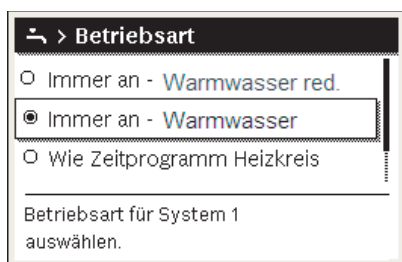 > Betriebsart
Immer an - Warmwasser red.
Immer an - Warmwasser
Wie Zeitprogramm Heizkreis
Betriebsart für System 1
auswählen.